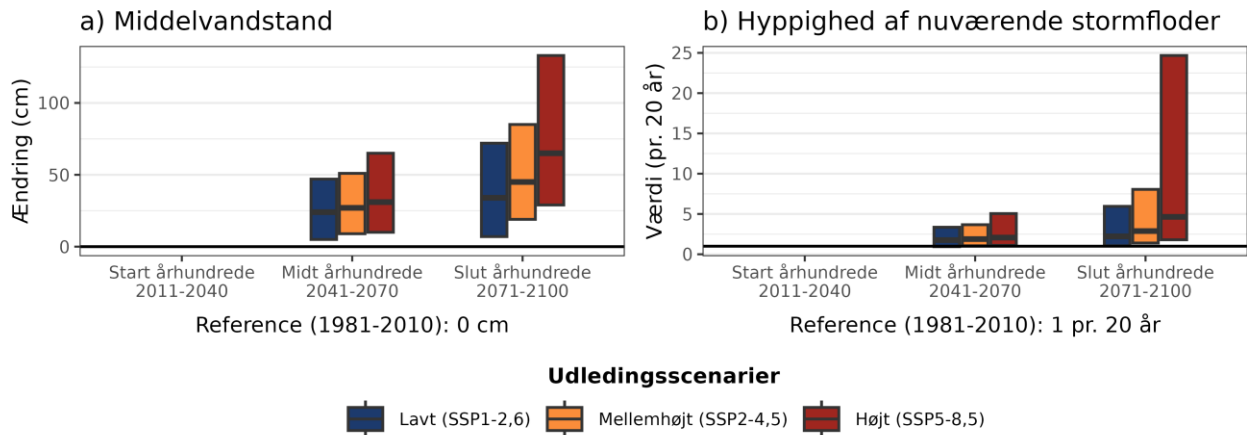 a) Middelvandstand
Ændring (cm)
100
50
0
Start århundrede
2011-2040
Midt århundrede
2041-2070
Slut århundrede
2071-2100
Reference (1981-2010): 0 cm
b) Hyppighed af nuværende stormfloder
Værdi (pr. 20 år)
25
20
15
10
5
0
Start århundrede
2011-2040
Midt århundrede
2041-2070
Slut århundrede
2071-2100
Reference (1981-2010): 1 pr. 20 år
Udledingsscenarier
Lavt (SSP1-2,6)
Mellemhøjt (SSP2-4,5)
Højt (SSP5-8,5)